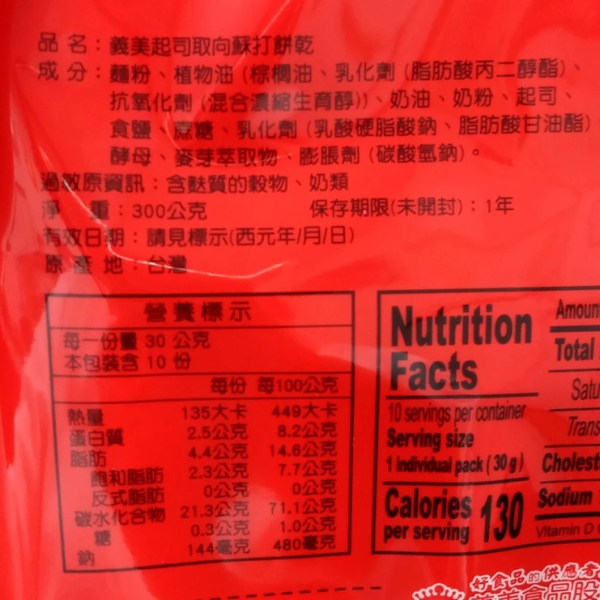 品名：義美起司取向蘇打餅乾
成分：麵粉、植物油(棕櫚油、乳化劑(脂肪酸丙二醇酯)、
抗氧化劑(混合濃縮生育醇))、奶油、奶粉、起司、
食鹽、蔗糖、乳化劑(乳酸硬脂酸鈉、脂肪酸甘油酯)
酵母、麥芽萃取物、膨脹劑(碳酸氫鈉)。
過敏原資訊：含麩質的穀物、奶類
淨重：300公克 保存期限(未開封)：1年
有效日期：請見標示(西元年/月/日)
原產地：台灣
營養標示
每一份量 30 公克
本包裝含 10 份
每份 每100公克
熱量 135大卡 449大卡
蛋白質 2.5公克 8.2公克
脂肪 4.4公克 14.6公克
飽和脂肪 2.3公克 7.7公克
反式脂肪 0公克 0公克
碳水化合物 21.3公克 71.1公克
糖 0.3公克 1.0公克
鈉 144毫克 480毫克
Nutrition
Facts
10 servings per container
Serving size
1 individual pack (30g)
Calories 130
per serving
Amoun
Total
Satu
Trans
Cholest
Sodium
Vitamin D
好食品的供應者
義美食品股